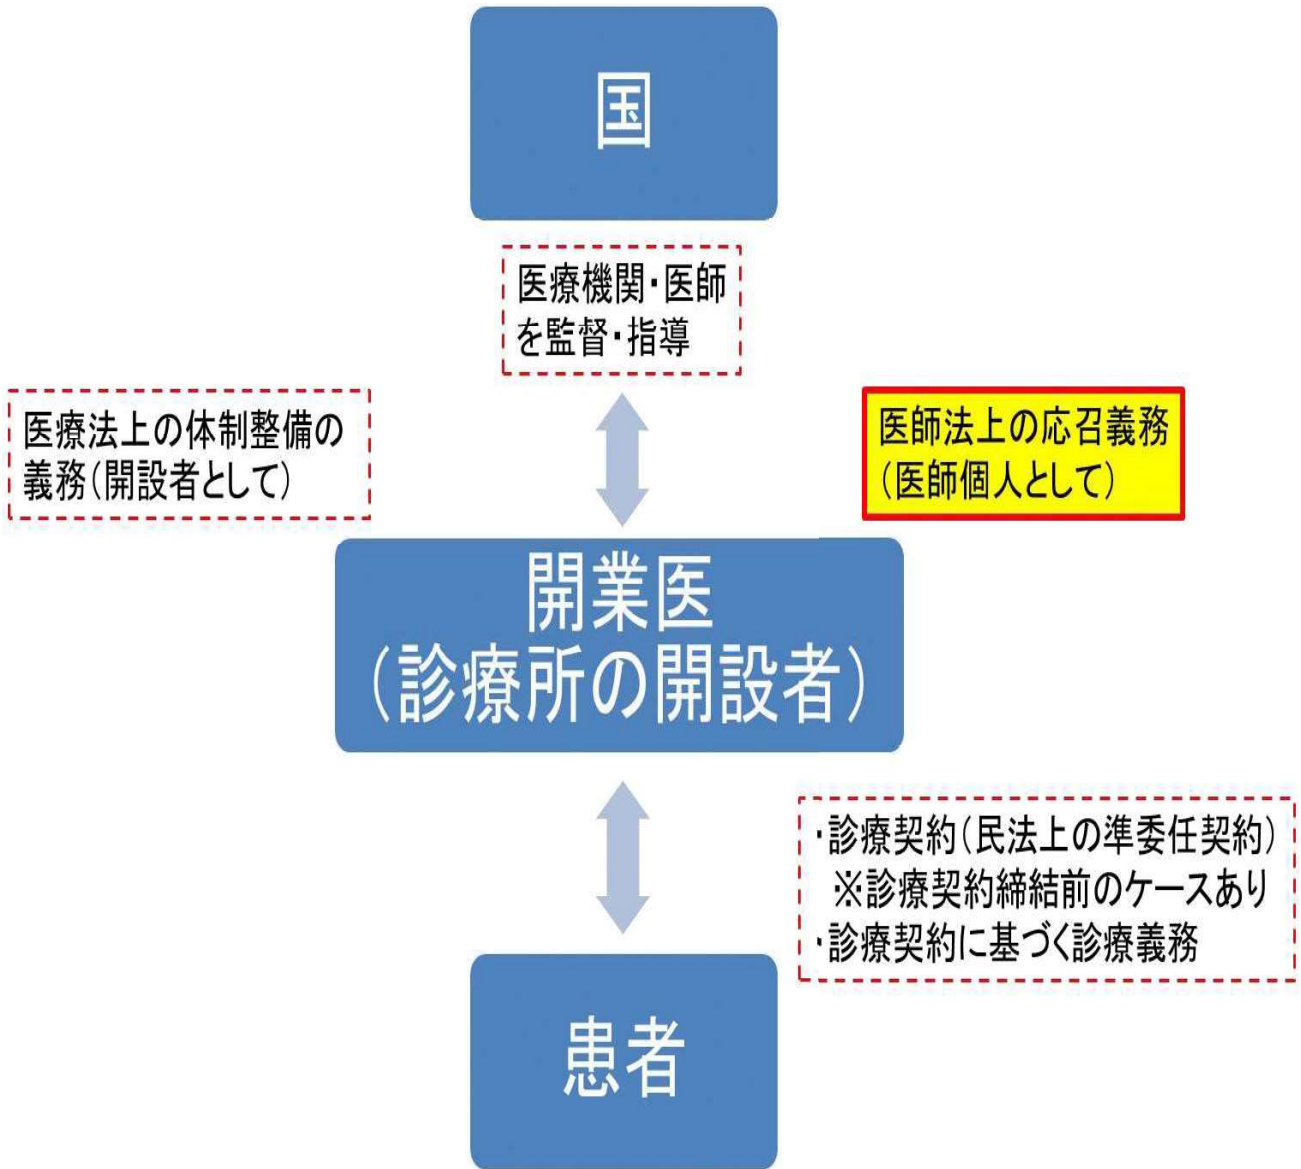 国
医療機関・医師
を監督・指導
医療法上の体制整備の
義務(開設者として)
医師法上の応召義務
(医師個人として)
開業医
(診療所の開設者)
・診療契約(民法上の準委任契約)
※診療契約締結前のケースあり
・診療契約に基づく診療義務
患者